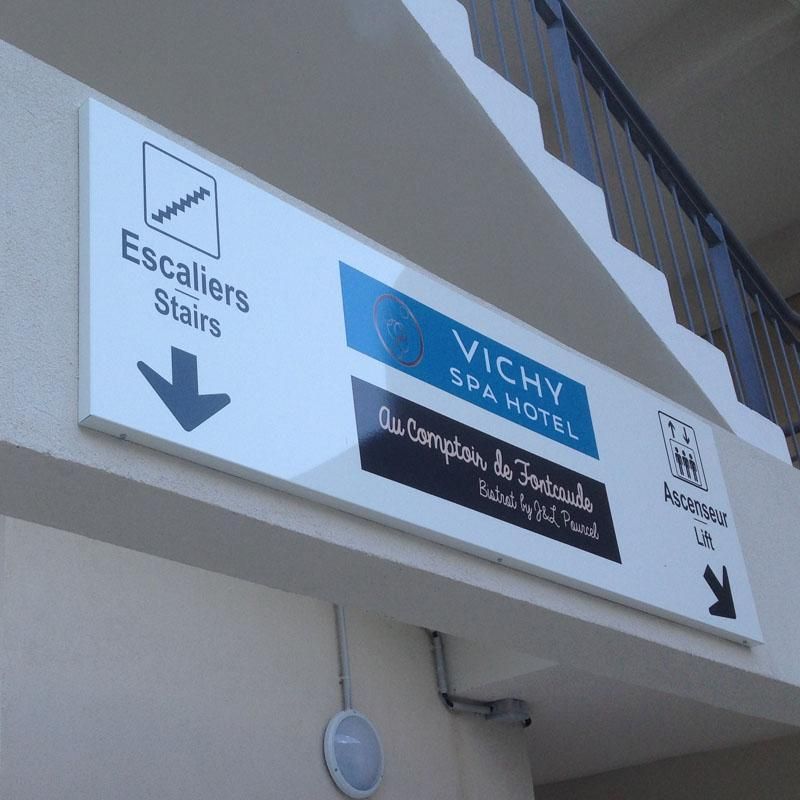 Escaliers
Stairs
VICHY
SPA HOTEL
au Comptoir de Fontcaude
Bistrot by J&L Pourcel
Ascenseur
Lift